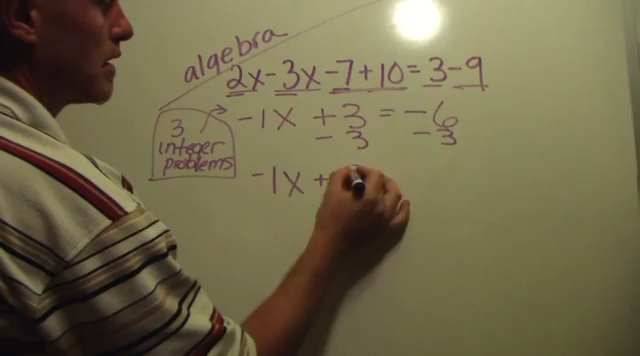 algebra
2x-3x-7+10=3-9
3
integer
problems
-1x +3 = -6
-3 -3
-1x +